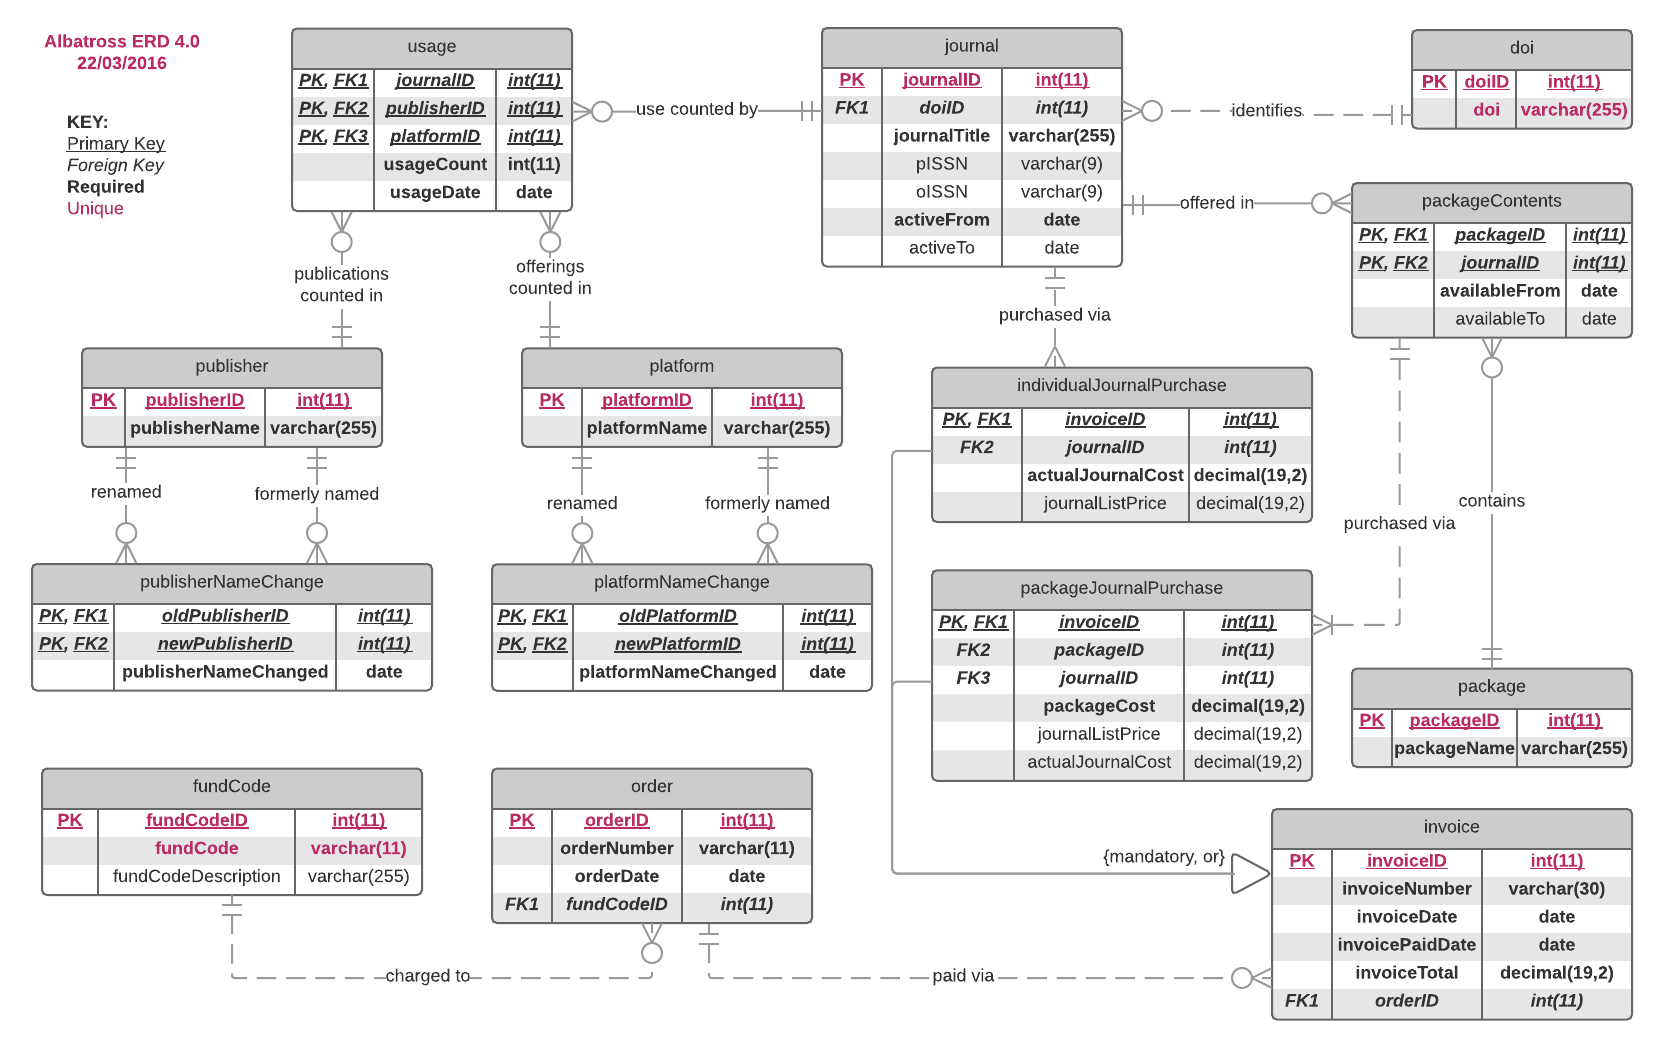 Albatross ERD 4.0
22/03/2016
KEY:
Primary Key
Foreign Key
Required
Unique
usage
PK, FK1 journalID int(11)
PK, FK2 publisherID int(11)
PK, FK3 platformID int(11)
usageCount int(11)
usageDate date
use counted by
journal
PK journalID int(11)
FK1 doiID int(11)
journalTitle varchar(255)
pISSN varchar(9)
oISSN varchar(9)
activeFrom date
activeTo date
identifies
doi
PK doiID int(11)
doi varchar(255)
offered in
packageContents
PK, FK1 packageID int(11)
PK, FK2 journalID int(11)
availableFrom date
availableTo date
publications
counted in
offerings
counted in
purchased via
publisher
PK publisherID int(11)
publisherName varchar(255)
platform
PK platformID int(11)
platformName varchar(255)
individualJournalPurchase
PK, FK1 invoiceID int(11)
FK2 journalID int(11)
actualJournalCost decimal(19,2)
journalListPrice decimal(19,2)
renamed
formerly named
renamed
formerly named
contains
purchased via
publisherNameChange
PK, FK1 oldPublisherID int(11)
PK, FK2 newPublisherID int(11)
publisherNameChanged date
platformNameChange
PK, FK1 oldPlatformID int(11)
PK, FK2 newPlatformID int(11)
platformNameChanged date
packageJournalPurchase
PK, FK1 invoiceID int(11)
FK2 packageID int(11)
FK3 journalID int(11)
packageCost decimal(19,2)
journalListPrice decimal(19,2)
actualJournalCost decimal(19,2)
package
PK packageID int(11)
packageName varchar(255)
fundCode
PK fundCodeID int(11)
fundCode varchar(11)
fundCodeDescription varchar(255)
order
PK orderID int(11)
orderNumber varchar(11)
orderDate date
FK1 fundCodeID int(11)
{mandatory, or}
invoice
PK invoiceID int(11)
invoiceNumber varchar(30)
invoiceDate date
invoicePaidDate date
invoiceTotal decimal(19,2)
FK1 orderID int(11)
charged to
paid via